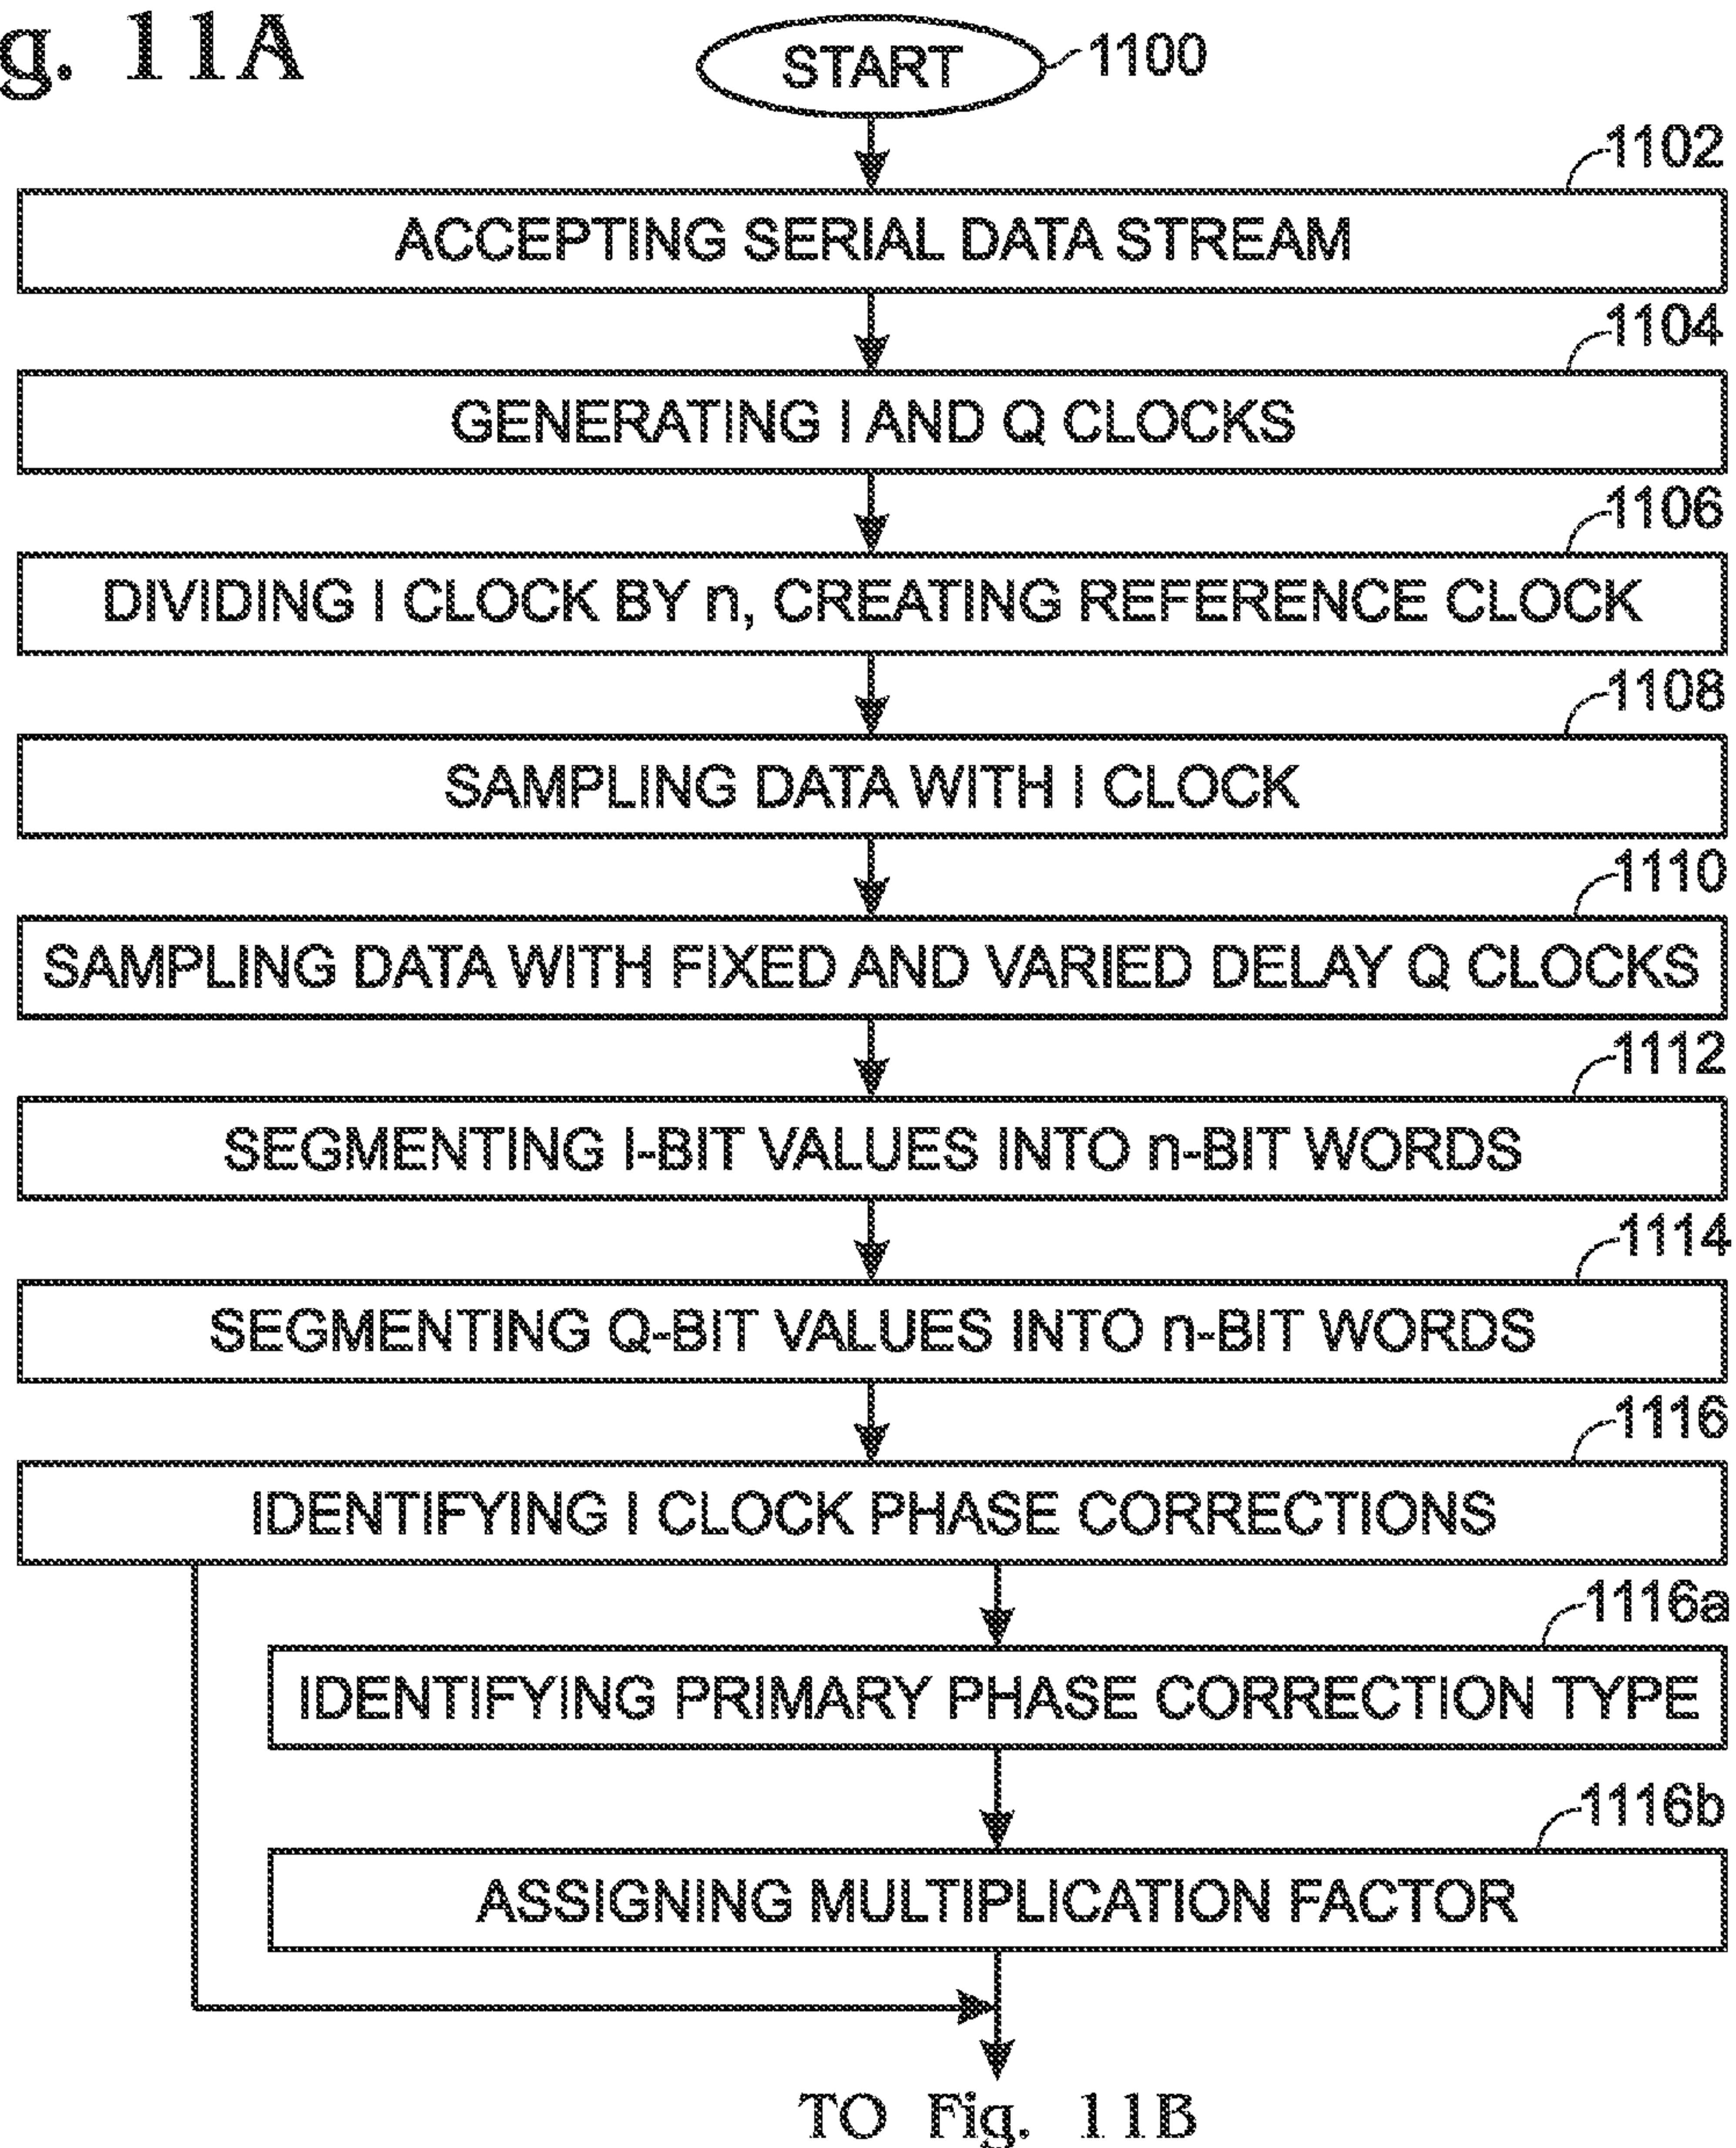 g. 11A
START
1100
1102
ACCEPTING SERIAL DATA STREAM
1104
GENERATING I AND Q CLOCKS
1106
DIVIDING I CLOCK BY n, CREATING REFERENCE CLOCK
1108
SAMPLING DATA WITH I CLOCK
1110
SAMPLING DATA WITH FIXED AND VARIED DELAY Q CLOCKS
1112
SEGMENTING I-BIT VALUES INTO n-BIT WORDS
1114
SEGMENTING Q-BIT VALUES INTO n-BIT WORDS
1116
IDENTIFYING I CLOCK PHASE CORRECTIONS
1116a
IDENTIFYING PRIMARY PHASE CORRECTION TYPE
1116b
ASSIGNING MULTIPLICATION FACTOR
TO Fig. 11B